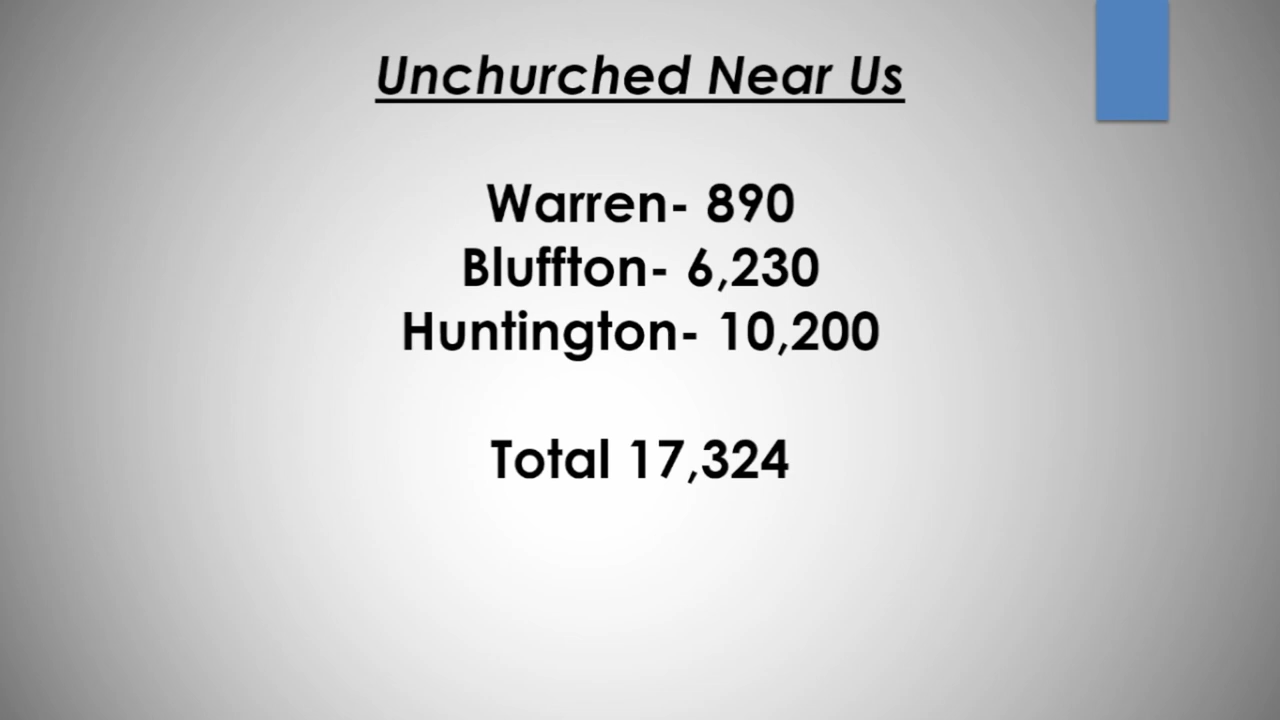 Unchurched Near Us
Warren- 890
Bluffton- 6,230
Huntington- 10,200
Total 17,324